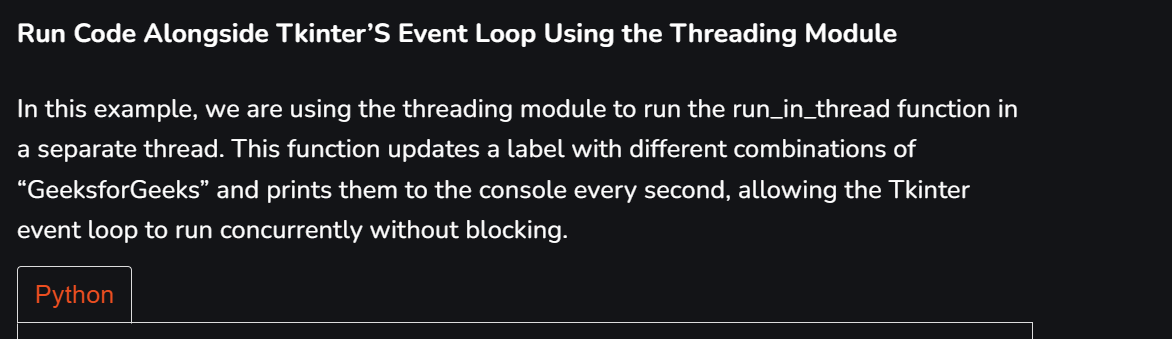 Run Code Alongside Tkinter’S Event Loop Using the Threading Module
In this example, we are using the threading module to run the run_in_thread function in
a separate thread. This function updates a label with different combinations of
“GeeksforGeeks” and prints them to the console every second, allowing the Tkinter
event loop to run concurrently without blocking.
Python